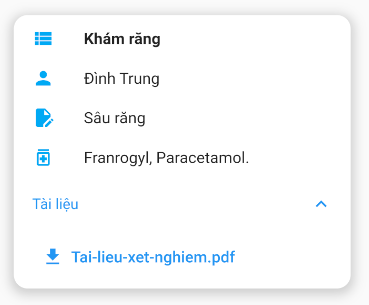 Khám răng
Đình Trung
Sâu răng
Franrogyl, Paracetamol.
Tài liệu
Tai-lieu-xet-nghiem.pdf